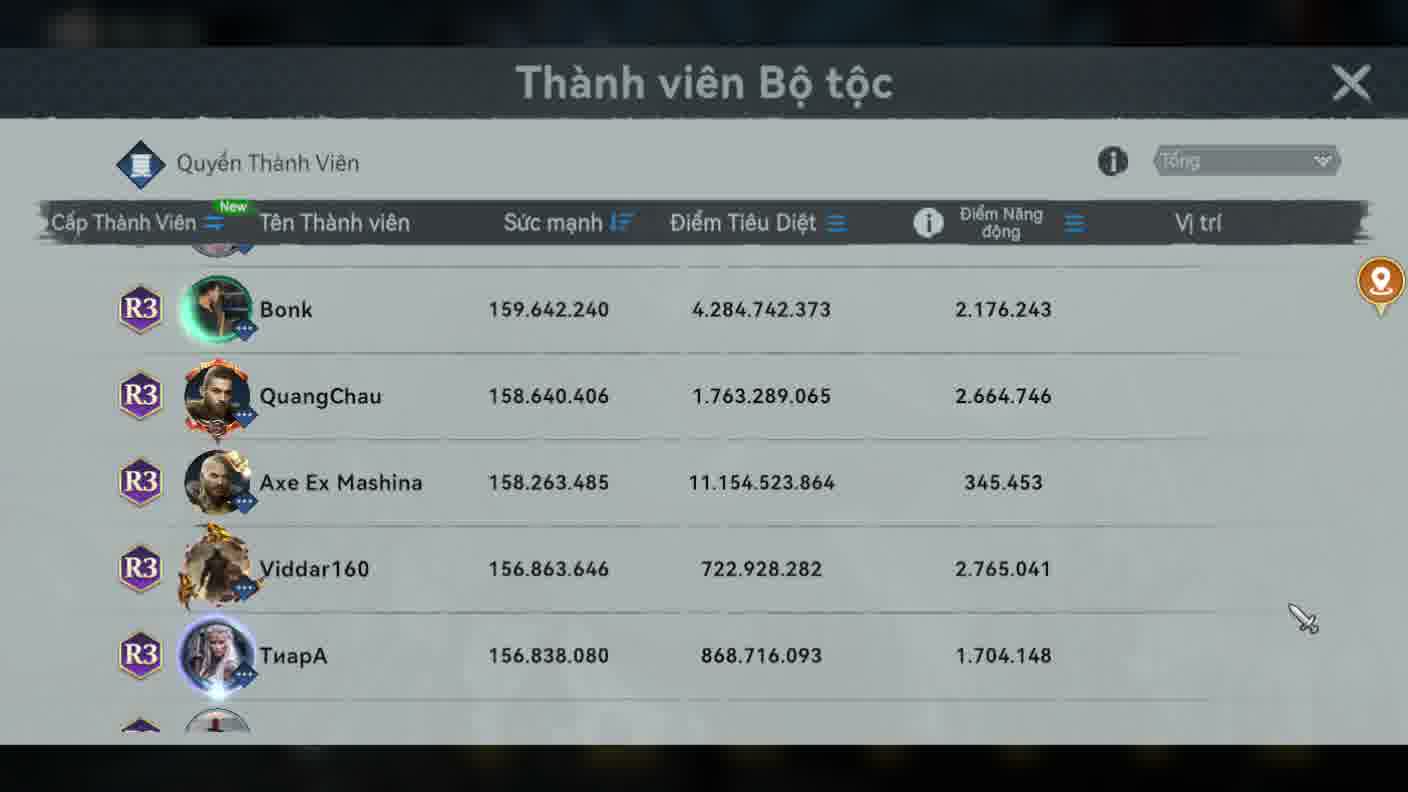 Thành viên Bộ tộc
Quyển Thành Viên
Tổng
Cấp Thành Viên New Tên Thành viên Sức mạnh Điểm Tiêu Diệt Điểm Năng động Vị trí
R3 Bonk 159.642.240 4.284.742.373 2.176.243
R3 QuangChau 158.640.406 1.763.289.065 2.664.746
R3 Axe Ex Mashina 158.263.485 11.154.523.864 345.453
R3 Viddar160 156.863.646 722.928.282 2.765.041
R3 ТиарА 156.838.080 868.716.093 1.704.148